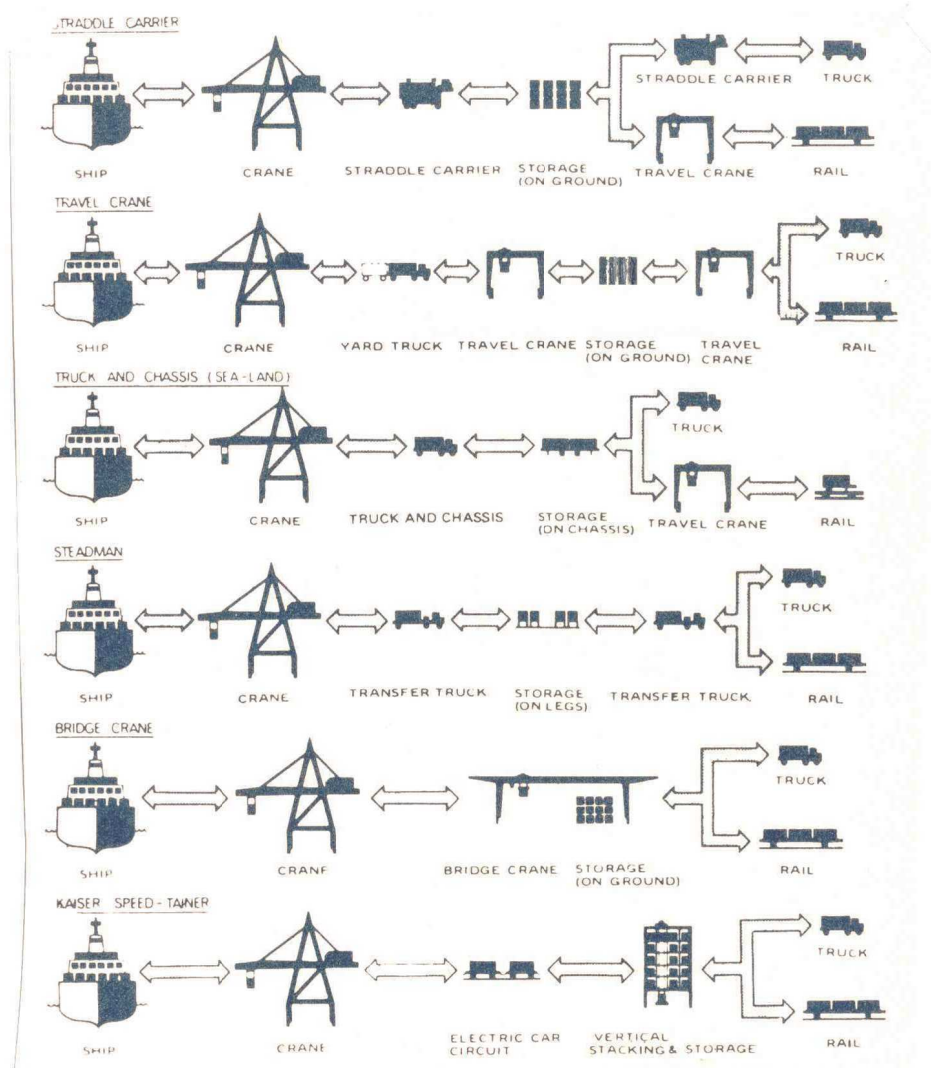 STRADDLE CARRIER
STRADDLE CARRIER
TRUCK
SHIP
CRANE
STRADDLE CARRIER
STORAGE
(ON GROUND)
TRAVEL CRANE
RAIL
TRAVEL CRANE
TRUCK
SHIP
CRANE
YARD TRUCK
TRAVEL CRANE
STORAGE
(ON GROUND)
TRAVEL
CRANE
RAIL
TRUCK AND CHASSIS (SEA-LAND)
TRUCK
SHIP
CRANE
TRUCK AND CHASSIS
STORAGE
(ON CHASSIS)
TRAVEL CRANE
RAIL
STEADMAN
TRUCK
SHIP
CRANE
TRANSFER TRUCK
STORAGE
(ON LEGS)
TRANSFER TRUCK
RAIL
BRIDGE CRANE
TRUCK
SHIP
CRANE
BRIDGE CRANE
STORAGE
(ON GROUND)
RAIL
KAISER SPEED-TAINER
TRUCK
SHIP
CRANE
ELECTRIC CAR
CIRCUIT
VERTICAL
STACKING & STORAGE
RAIL